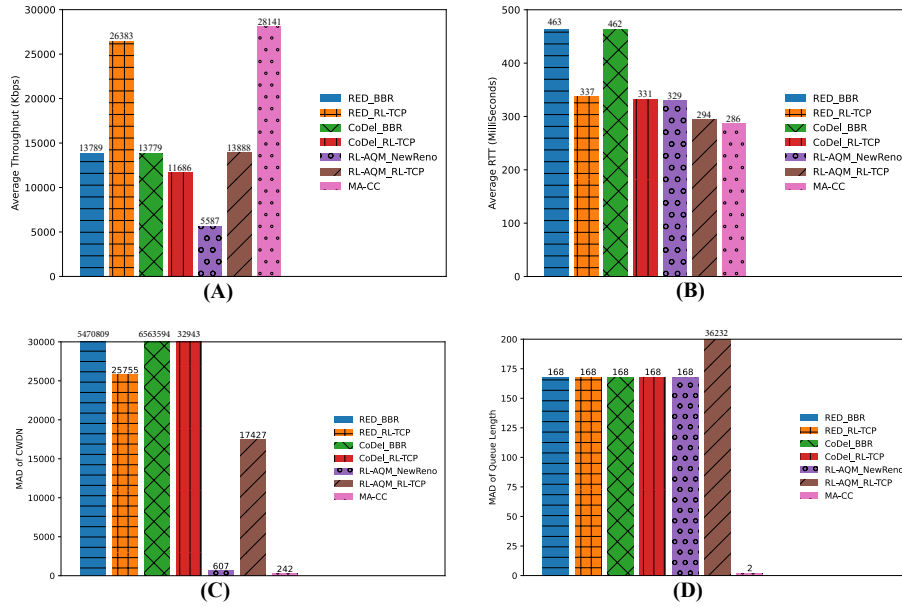 30000
25000
20000
15000
10000
5000
0
Average Throughput (Kbps)
13789
26383
13779
11686
5587
13888
28141
RED_BBR
RED_RL-TCP
CoDel_BBR
CoDel_RL-TCP
RL-AQM_NewReno
RL-AQM_RL-TCP
MA-CC
(A)
500
400
300
200
100
0
Average RTT (MilliSeconds)
463
337
462
331
329
294
286
RED_BBR
RED_RL-TCP
CoDel_BBR
CoDel_RL-TCP
RL-AQM_NewReno
RL-AQM_RL-TCP
MA-CC
(B)
30000
25000
20000
15000
10000
5000
0
MAD of CWDN
5470809
25755
6563594
32943
607
17427
242
RED_BBR
RED_RL-TCP
CoDel_BBR
CoDel_RL-TCP
RL-AQM_NewReno
RL-AQM_RL-TCP
MA-CC
(C)
200
175
150
125
100
75
50
25
0
MAD of Queue Length
168
168
168
168
168
36232
2
RED_BBR
RED_RL-TCP
CoDel_BBR
CoDel_RL-TCP
RL-AQM_NewReno
RL-AQM_RL-TCP
MA-CC
(D)